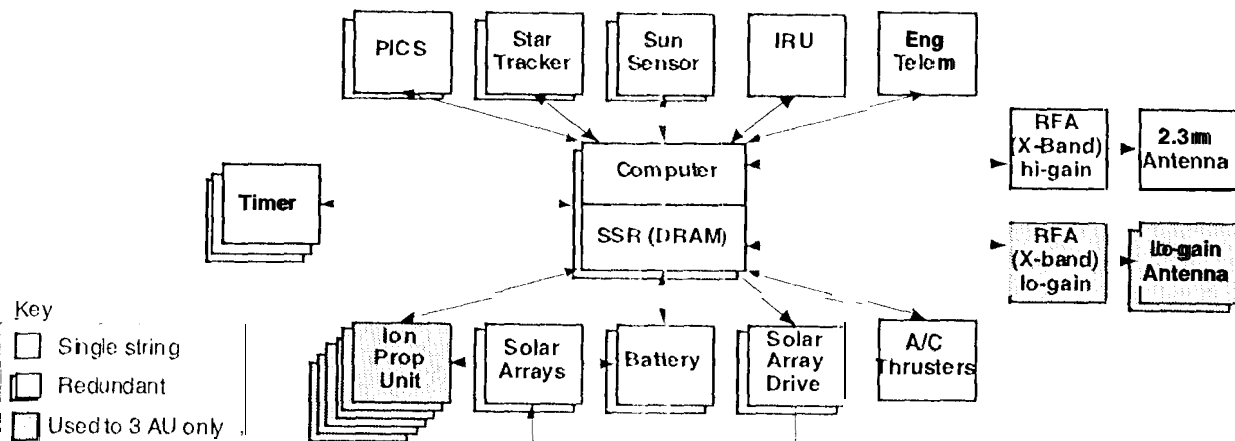 PICS
Star
Tracker
Sun
Sensor
IRU
Eng
Telem
RFA
(X-Band)
hi-gain
2.3m
Antenna
Computer
Timer
SSR (DRAM)
RFA
(X-band)
lo-gain
lo-gain
Antenna
Key
Single string
Redundant
Used to 3 AU only
Ion
Prop
Unit
Solar
Arrays
Battery
Solar
Array
Drive
A/C
Thrusters